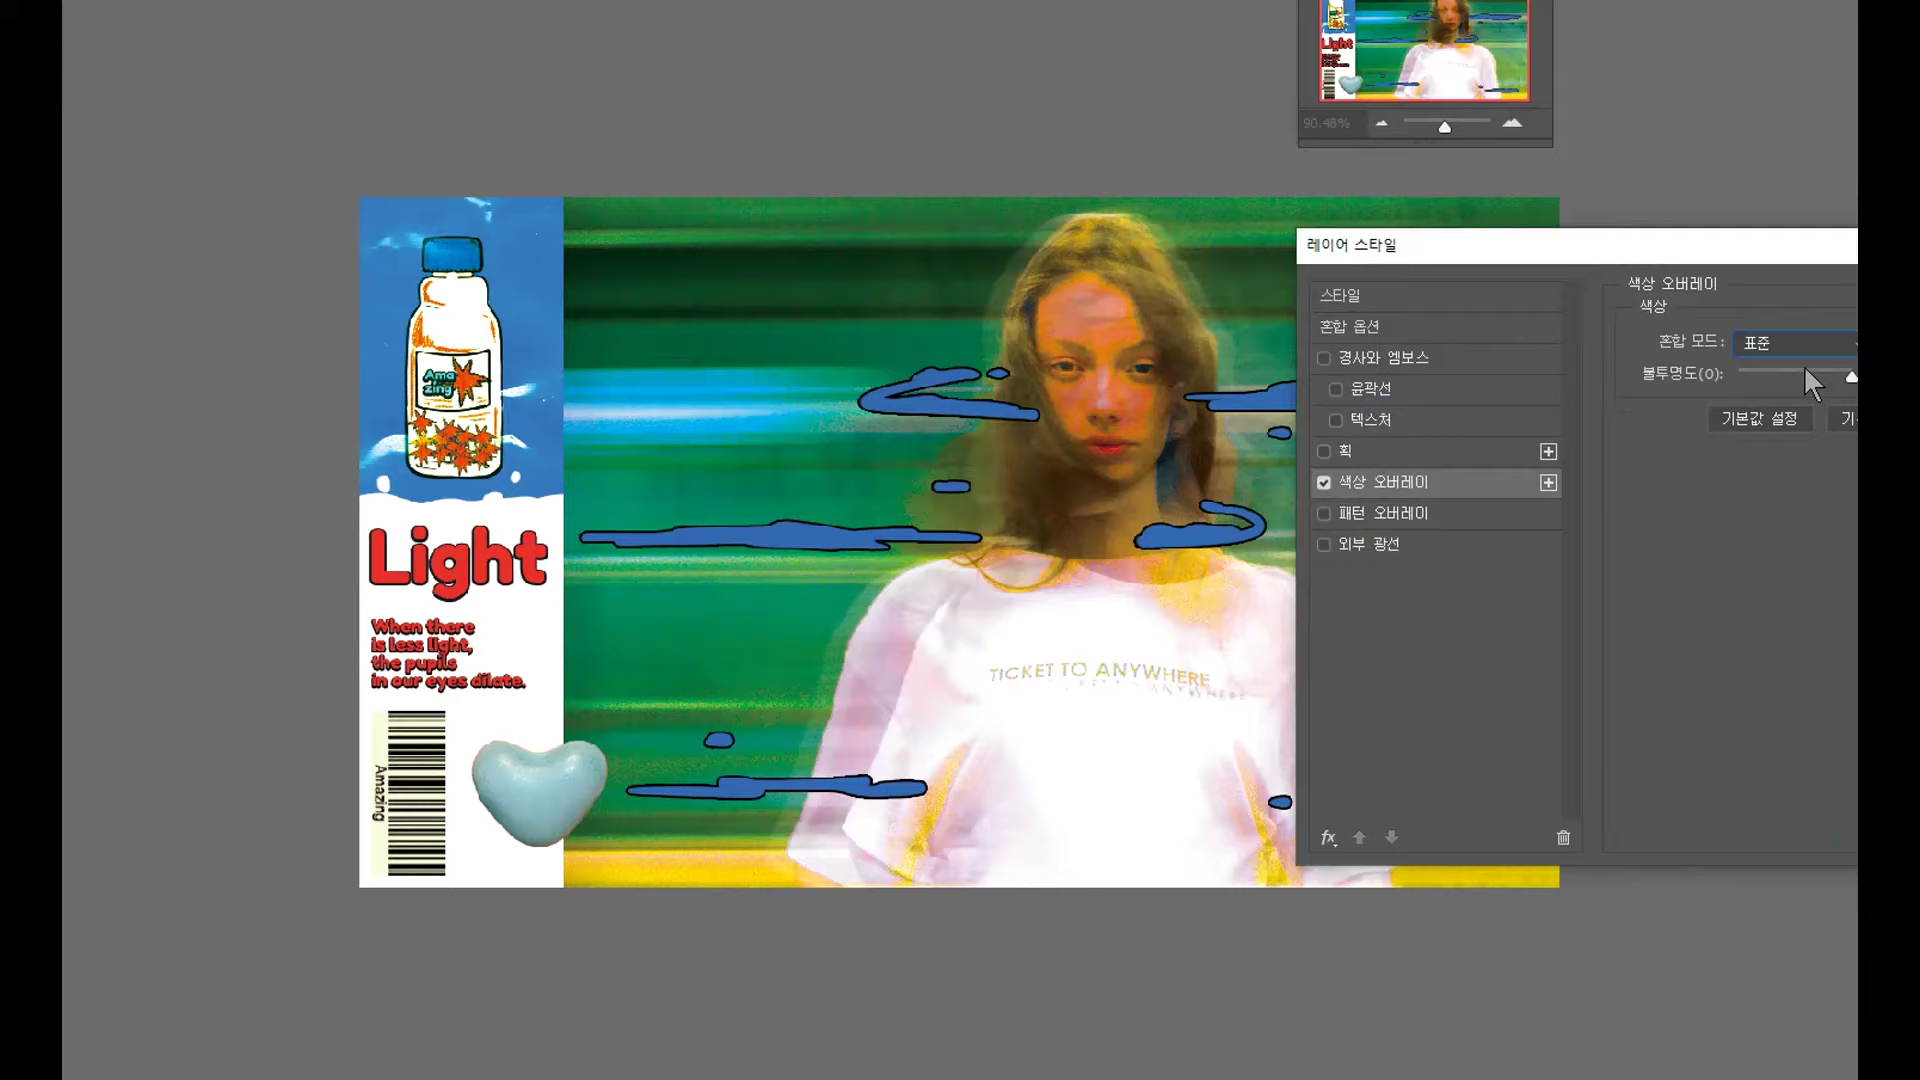 Light
90.48%
Ama
zing
Light
When there
is less light,
the pupils
in our eyes dilate.
Amazing
TICKET TO ANYWHERE
레이어 스타일
스타일
혼합 옵션
경사와 엠보스
윤곽선
텍스처
획
색상 오버레이
패턴 오버레이
외부 광선
fx
색상 오버레이
색상
혼합 모드:
표준
불투명도(O):
기본값 설정
기